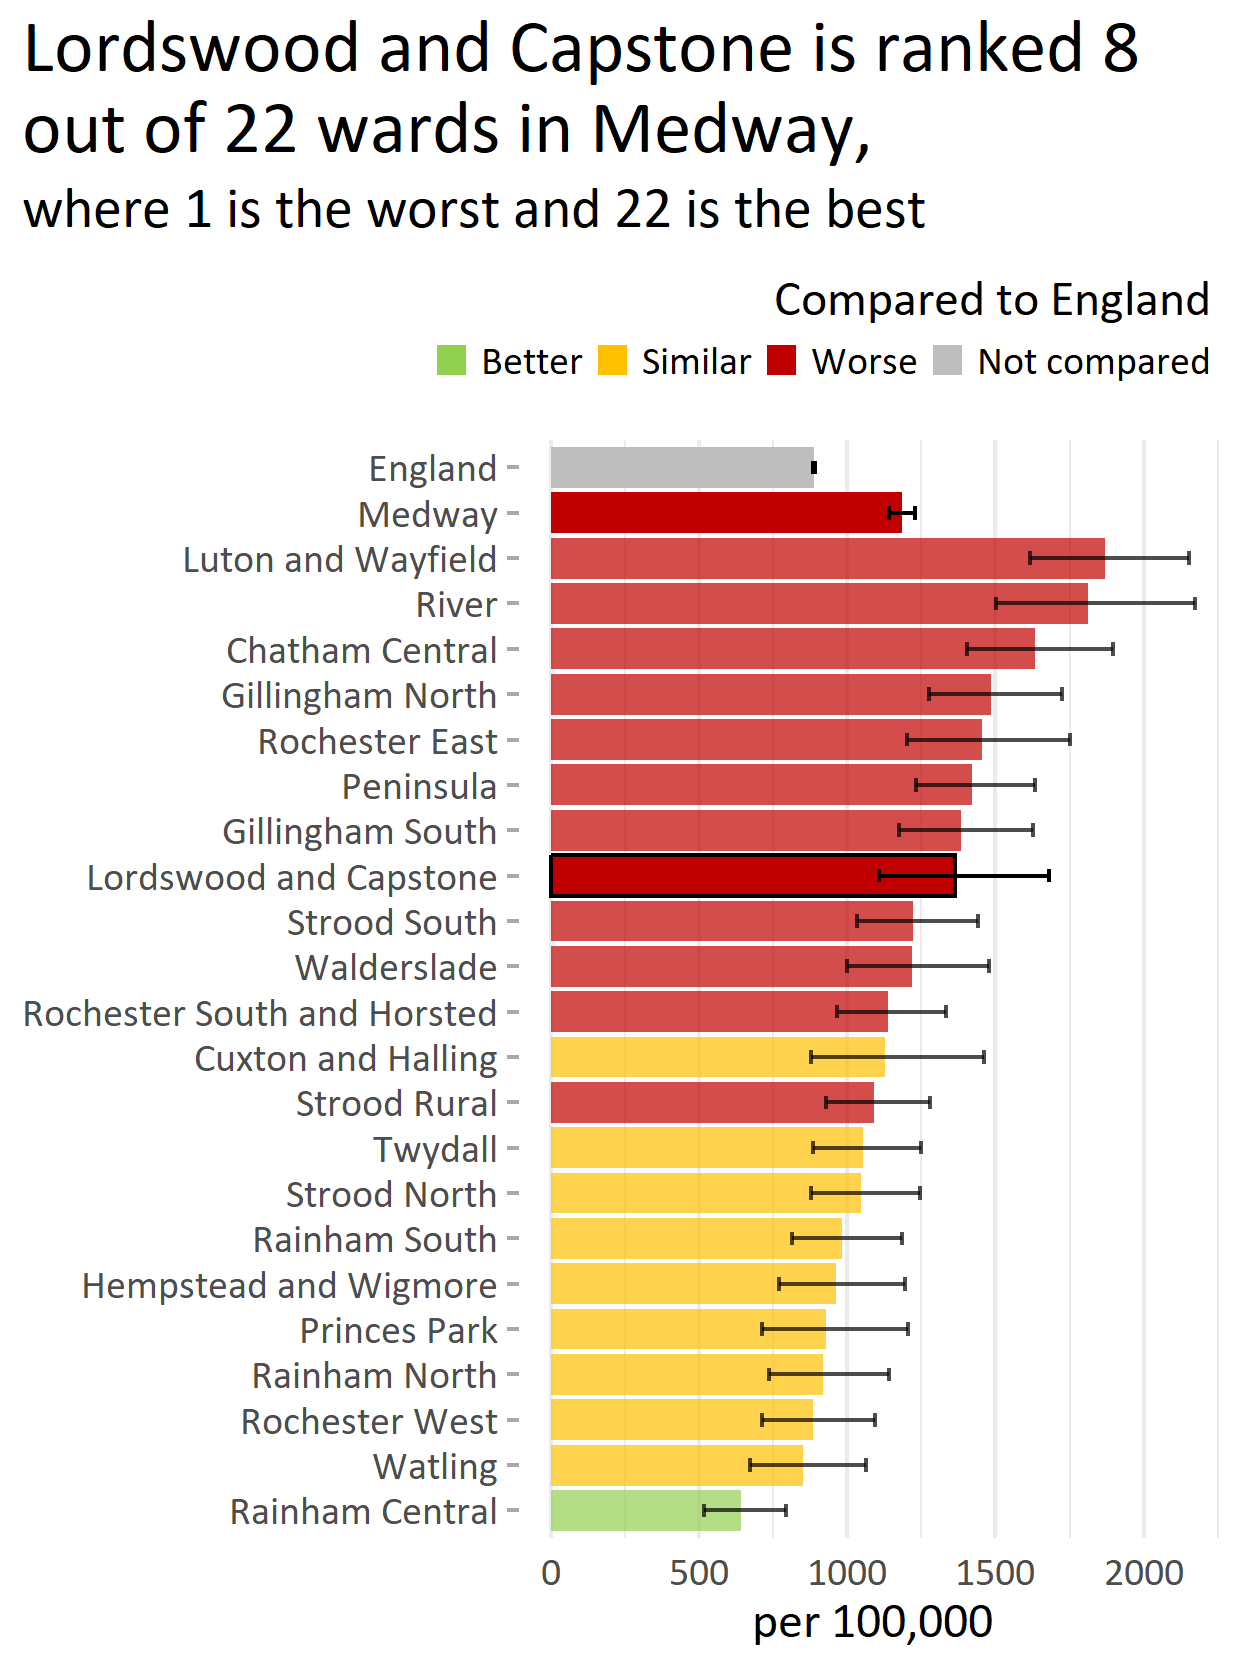 Lordswood and Capstone is ranked 8
out of 22 wards in Medway,
where 1 is the worst and 22 is the best
Compared to England
Better Similar Worse Not compared
England
Medway
Luton and Wayfield
River
Chatham Central
Gillingham North
Rochester East
Peninsula
Gillingham South
Lordswood and Capstone
Strood South
Walderslade
Rochester South and Horsted
Cuxton and Halling
Strood Rural
Twydall
Strood North
Rainham South
Hempstead and Wigmore
Princes Park
Rainham North
Rochester West
Watling
Rainham Central
0 500 1000 1500 2000
per 100,000